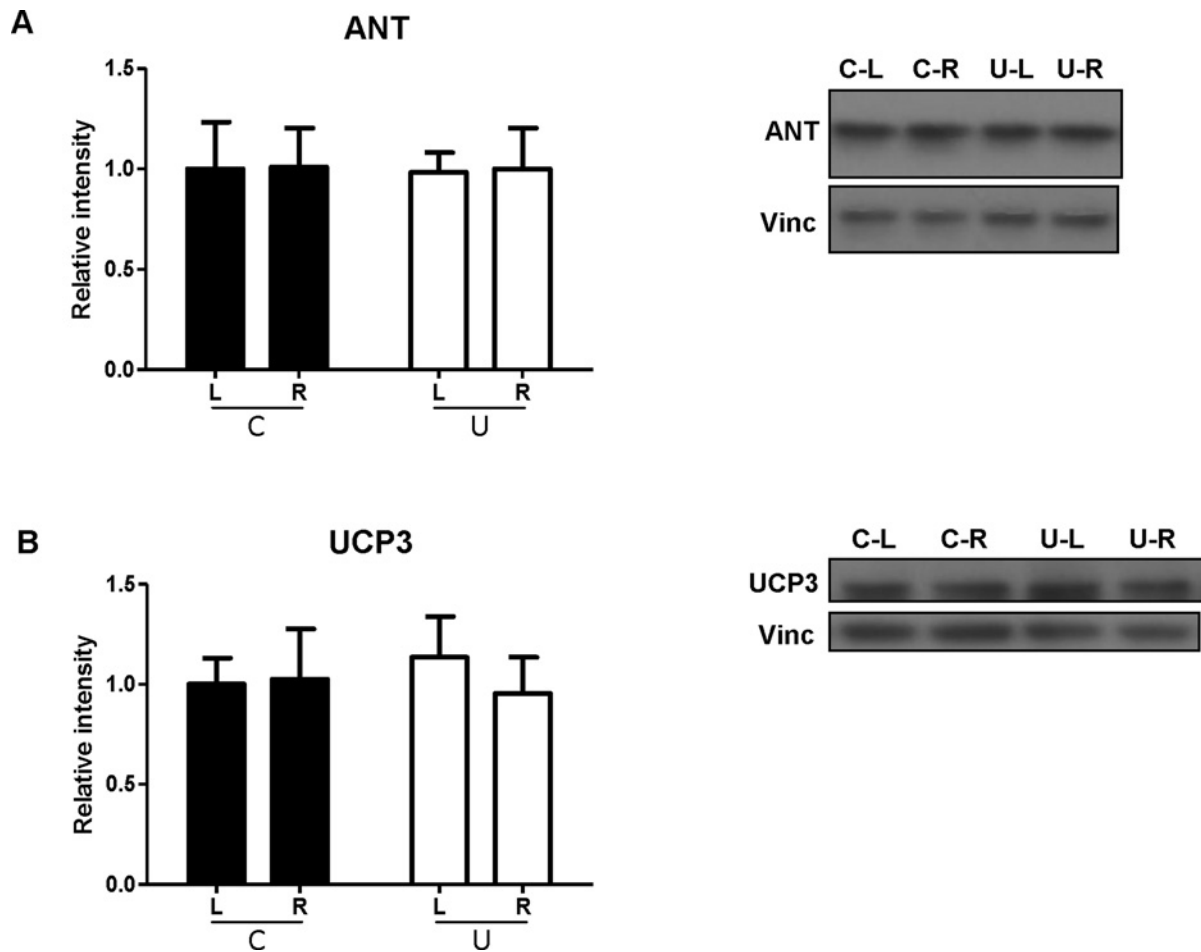 A
ANT
Relative intensity
1.5
1.0
0.5
0.0
L R L R
C U
C-L C-R U-L U-R
ANT
Vinc
B
UCP3
Relative intensity
1.5
1.0
0.5
0.0
L R L R
C U
C-L C-R U-L U-R
UCP3
Vinc